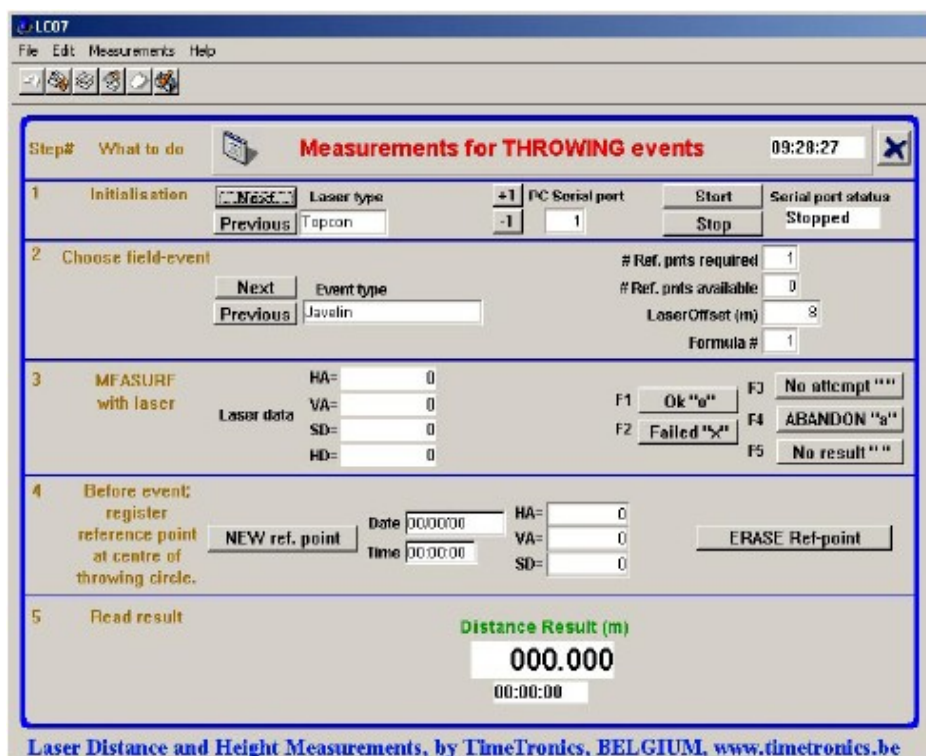 LC07
File Edit Measurements Help
Step# What to do Measurements for THROWING events 09:28:27
1 Initialisation Next Laser type +1 PC Serial port Start Serial port status
Previous Topcon -1 1 Stop Stopped
2 Choose field-event # Ref. pnts required 1
Next Event type # Ref. pnts available 0
Previous Javelin LaserOffset (m) 8
Formula # 1
3 MEASURE HA= 0 F3 No attempt "-"
with laser Laser data VA= 0 F1 Ok "o" F4 ABANDON "a"
SD= 0 F2 Failed "x" F5 No result " "
HD= 0
4 Before event;
register
reference point
at centre of
throwing circle.
NEW ref. point Date 00/00/00 HA= 0 ERASE Ref-point
Time 00:00:00 VA= 0
SD= 0
5 Read result
Distance Result (m)
000.000
00:00:00
Laser Distance and Height Measurements, by TimeTronics, BELGIUM, www.timetronics.be